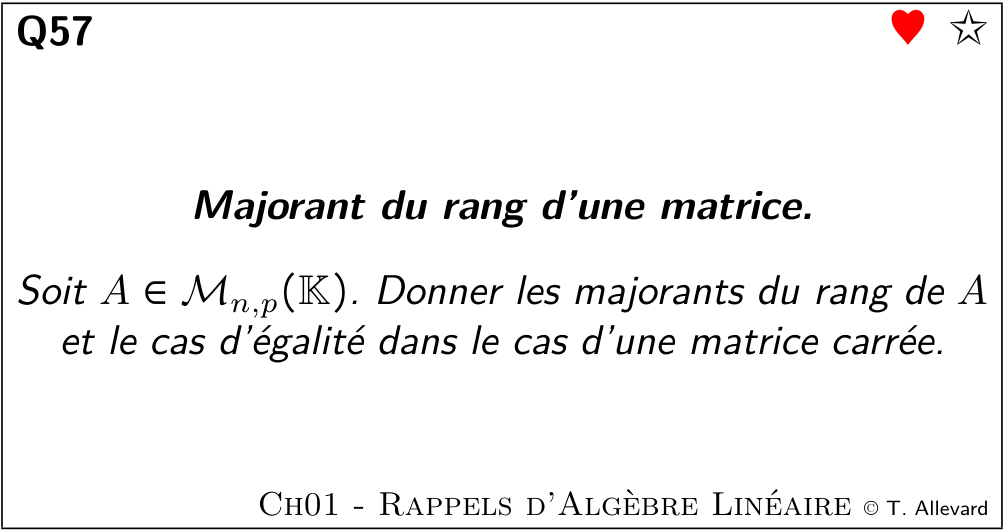 Q57
Majorant du rang d'une matrice.
Soit $A \in \mathcal{M}_{n,p}(\mathbb{K})$. Donner les majorants du rang de $A$
et le cas d'égalité dans le cas d'une matrice carrée.
CH01 - RAPPELS D'ALGÈBRE LINÉAIRE © T. Allevard